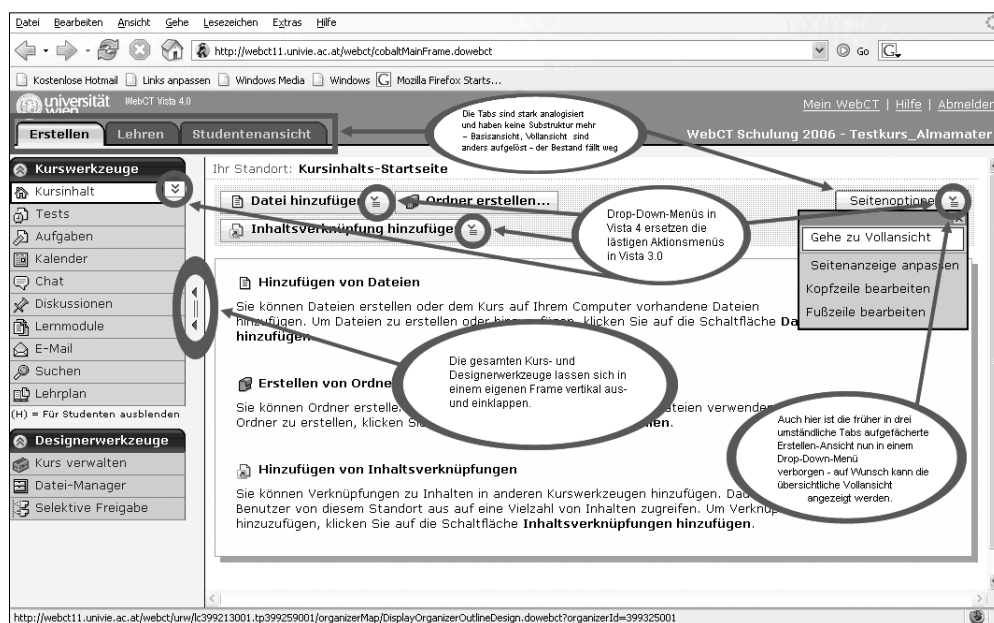 Datei Bearbeiten Ansicht Gehe Lesezeichen Extras Hilfe
http://webct11.univie.ac.at/webct/cobaltMainFrame.dowebct
Go
Kostenlose Hotmail Links anpassen Windows Media Windows Mozilla Firefox Starts...
universität wien WebCT Vista 4.0
Mein WebCT | Hilfe | Abmelden
Erstellen Lehren Studentenansicht
WebCT Schulung 2006 - Testkurs_Almamater
Die Tabs sind stark analogisiert
und haben keine Substruktur mehr
– Basisansicht, Vollansicht sind
anders aufgelöst – der Bestand fällt weg
Kurswerkzeuge
Kursinhalt
Tests
Aufgaben
Kalender
Chat
Diskussionen
Lernmodule
E-Mail
Suchen
Lehrplan
(H) = Für Studenten ausblenden
Designerwerkzeuge
Kurs verwalten
Datei-Manager
Selektive Freigabe
Ihr Standort: Kursinhalts-Startseite
Datei hinzufügen Ordner erstellen...
Inhaltsverknüpfung hinzufügen
Seitenoptionen
Gehe zu Vollansicht
Seitenanzeige anpassen
Kopfzeile bearbeiten
Fußzeile bearbeiten
Drop-Down-Menüs in
Vista 4 ersetzen die
lästigen Aktionsmenüs
in Vista 3.0
Hinzufügen von Dateien
Sie können Dateien erstellen oder dem Kurs auf Ihrem Computer vorhandene Dateien
hinzufügen. Um Dateien zu erstellen oder hinzuzufügen, klicken Sie auf die Schaltfläche
hinzufügen
Die gesamten Kurs- und
Designerwerkzeuge lassen sich in
einem eigenen Frame vertikal aus-
und einklappen.
Erstellen von Ordne
Sie können Ordner erstelle ateien verwende
Ordner zu erstellen, klicken
Hinzufügen von Inhaltsverknüpfungen
Sie können Verknüpfungen zu Inhalten in anderen Kurswerkzeugen hinzufügen.
Benutzer von diesem Standort aus auf eine Vielzahl von Inhalten zugreifen. Um
hinzuzufügen, klicken Sie auf die Schaltfläche Inhaltsverknüpfungen hinzufügen.
Auch hier ist die früher in drei
umständliche Tabs aufgefächerte
Erstellen-Ansicht nun in einem
Drop-Down-Menü
verborgen - auf Wunsch kann die
übersichtliche Vollansicht
angezeigt werden.
http://webct11.univie.ac.at/webct/urw/lc399213001.tp399259001/organizerMap/DisplayOrganizerOutlineDesign.dowebct?organizerId=399325001